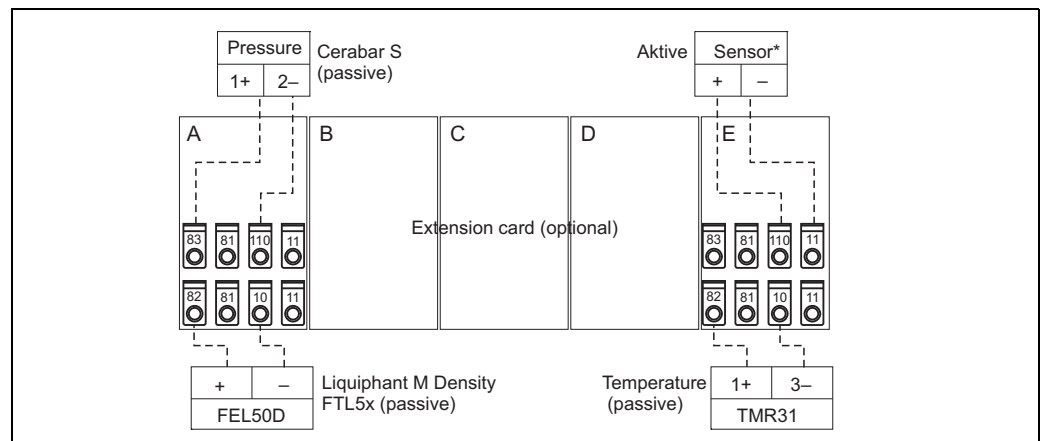 Pressure
1+ 2–
Cerabar S
(passive)
Aktive
Sensor*
+ –
A B C D E
Extension card (optional)
83 81 110 11
83 81 110 11
82 81 10 11
82 81 10 11
+ –
FEL50D
Liquiphant M Density
FTL5x (passive)
Temperature
(passive)
1+ 3–
TMR31